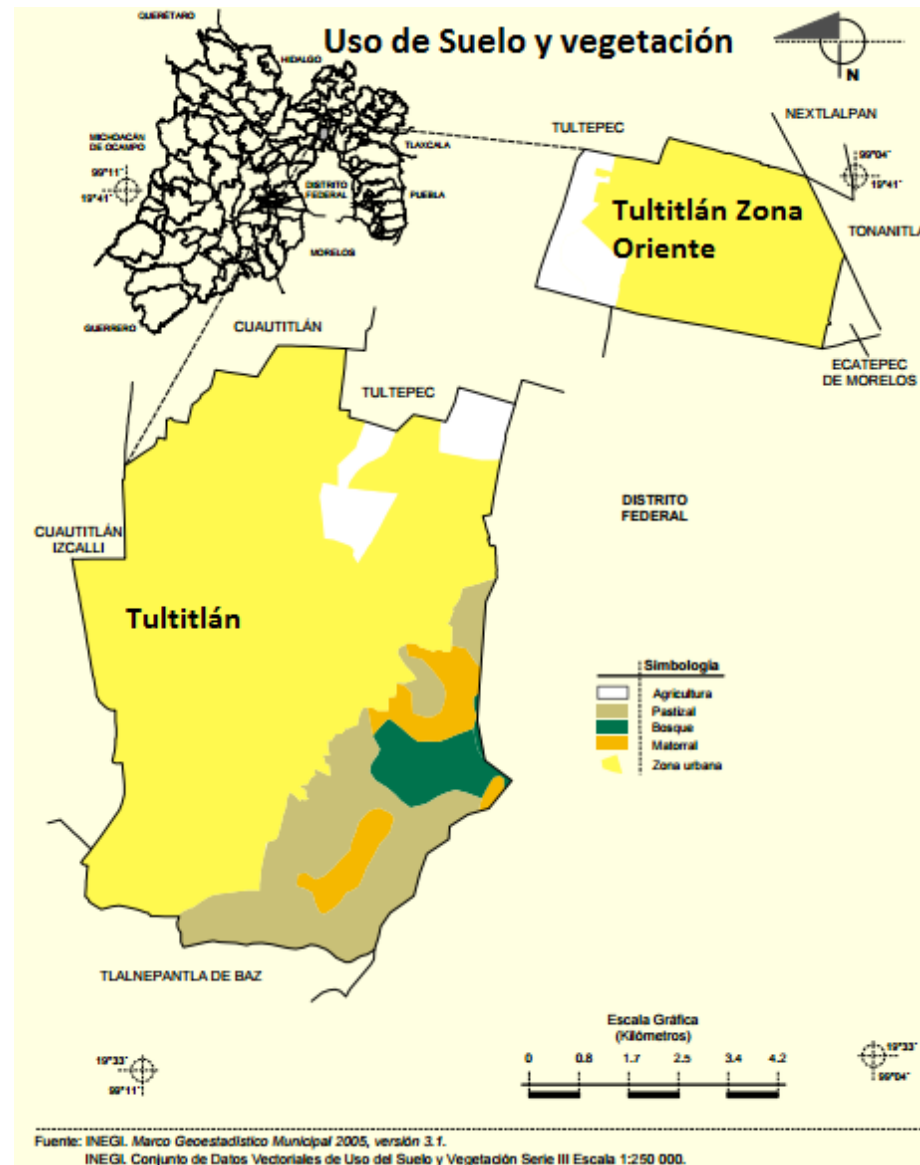 QUERÉTARO
Uso de Suelo y vegetación
HIDALGO
N
NEXTLALPAN
TULTEPEC
MICHOACÁN
DE OCAMPO
TLAXCALA
99°11'
19°41'
99°04'
19°41'
DISTRITO
FEDERAL
PUEBLA
Tultitlán Zona
Oriente
TONANITLA
MORELOS
GUERRERO
CUAUTITLÁN
ECATEPEC
DE MORELOS
TULTEPEC
DISTRITO
FEDERAL
CUAUTITLÁN
IZCALLI
Tultitlán
Simbología
Agricultura
Pastizal
Bosque
Matorral
Zona urbana
TLALNEPANTLA DE BAZ
Escala Gráfica
(Kilómetros)
0 0.8 1.7 2.5 3.4 4.2
19°33'
99°11'
19°33'
99°04'
Fuente: INEGI. Marco Geoestadístico Municipal 2005, versión 3.1.
INEGI. Conjunto de Datos Vectoriales de Uso del Suelo y Vegetación Serie III Escala 1:250 000.